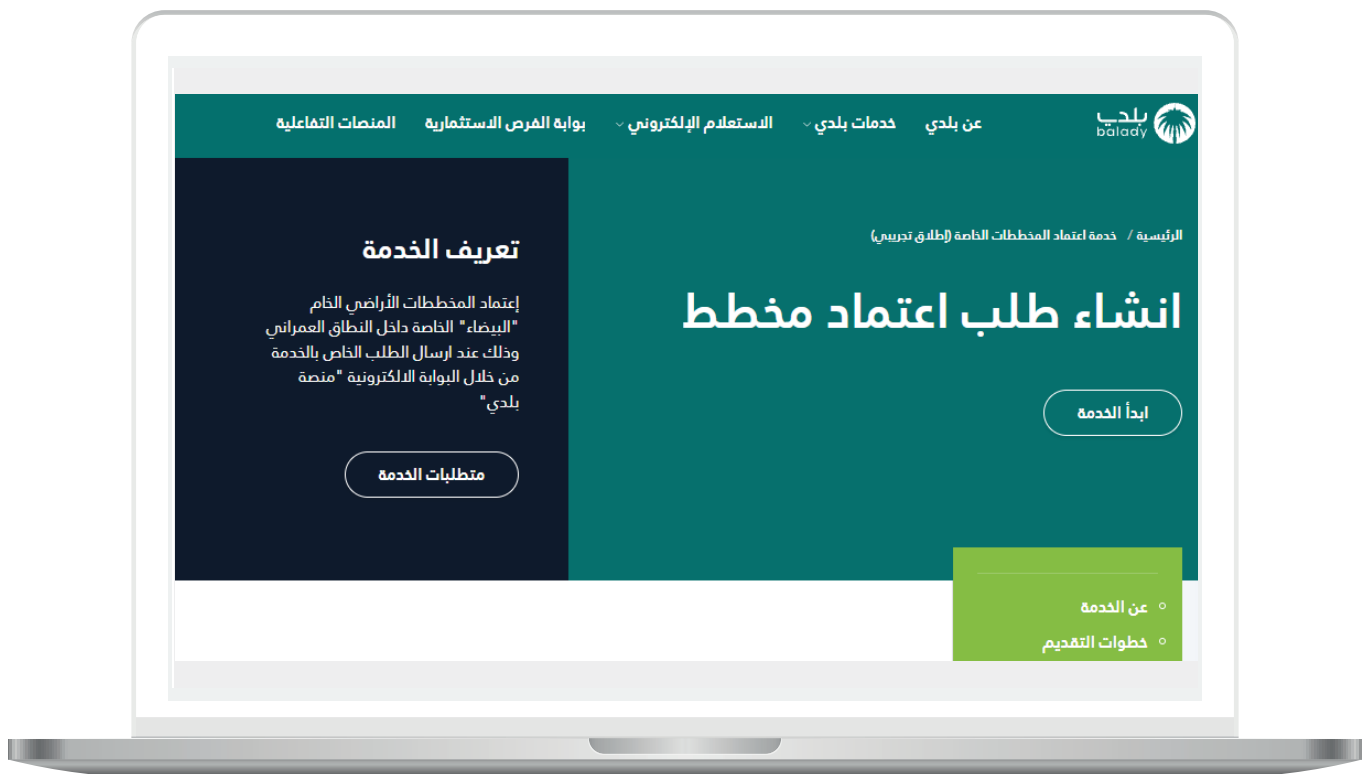 بلدي
balady
عن بلدي
خدمات بلدي
الاستعلام الإلكتروني
بوابة الفرص الاستثمارية
المنصات التفاعلية
الرئيسية / خدمة اعتماد المخططات الخاصة (إطلاق تجريبي)
انشاء طلب اعتماد مخطط
ابدأ الخدمة
تعريف الخدمة
إعتماد المخططات الأراضي الخام
"البيضاء" الخاصة داخل النطاق العمراني
وذلك عند ارسال الطلب الخاص بالخدمة
من خلال البوابة الالكترونية "منصة
بلدي"
متطلبات الخدمة
عن الخدمة
خطوات التقديم